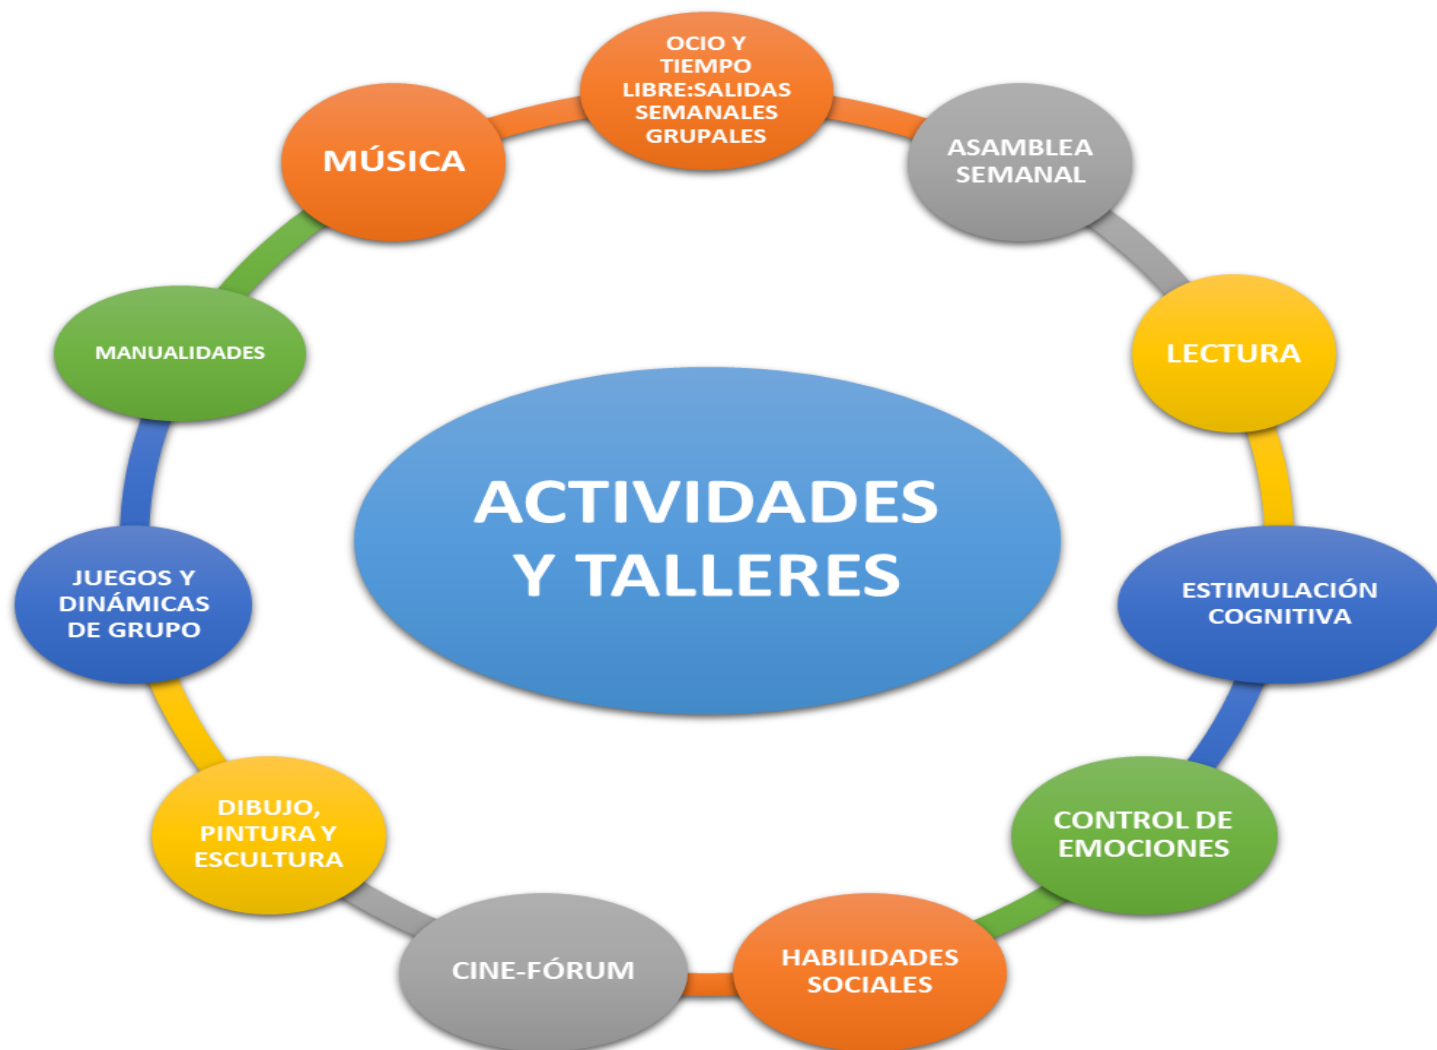 OCIO Y
TIEMPO
LIBRE:SALIDAS
SEMANALES
GRUPALES
ASAMBLEA
SEMANAL
LECTURA
ESTIMULACIÓN
COGNITIVA
CONTROL DE
EMOCIONES
HABILIDADES
SOCIALES
CINE-FÓRUM
DIBUJO,
PINTURA Y
ESCULTURA
JUEGOS Y
DINÁMICAS
DE GRUPO
MANUALIDADES
MÚSICA
ACTIVIDADES
Y TALLERES